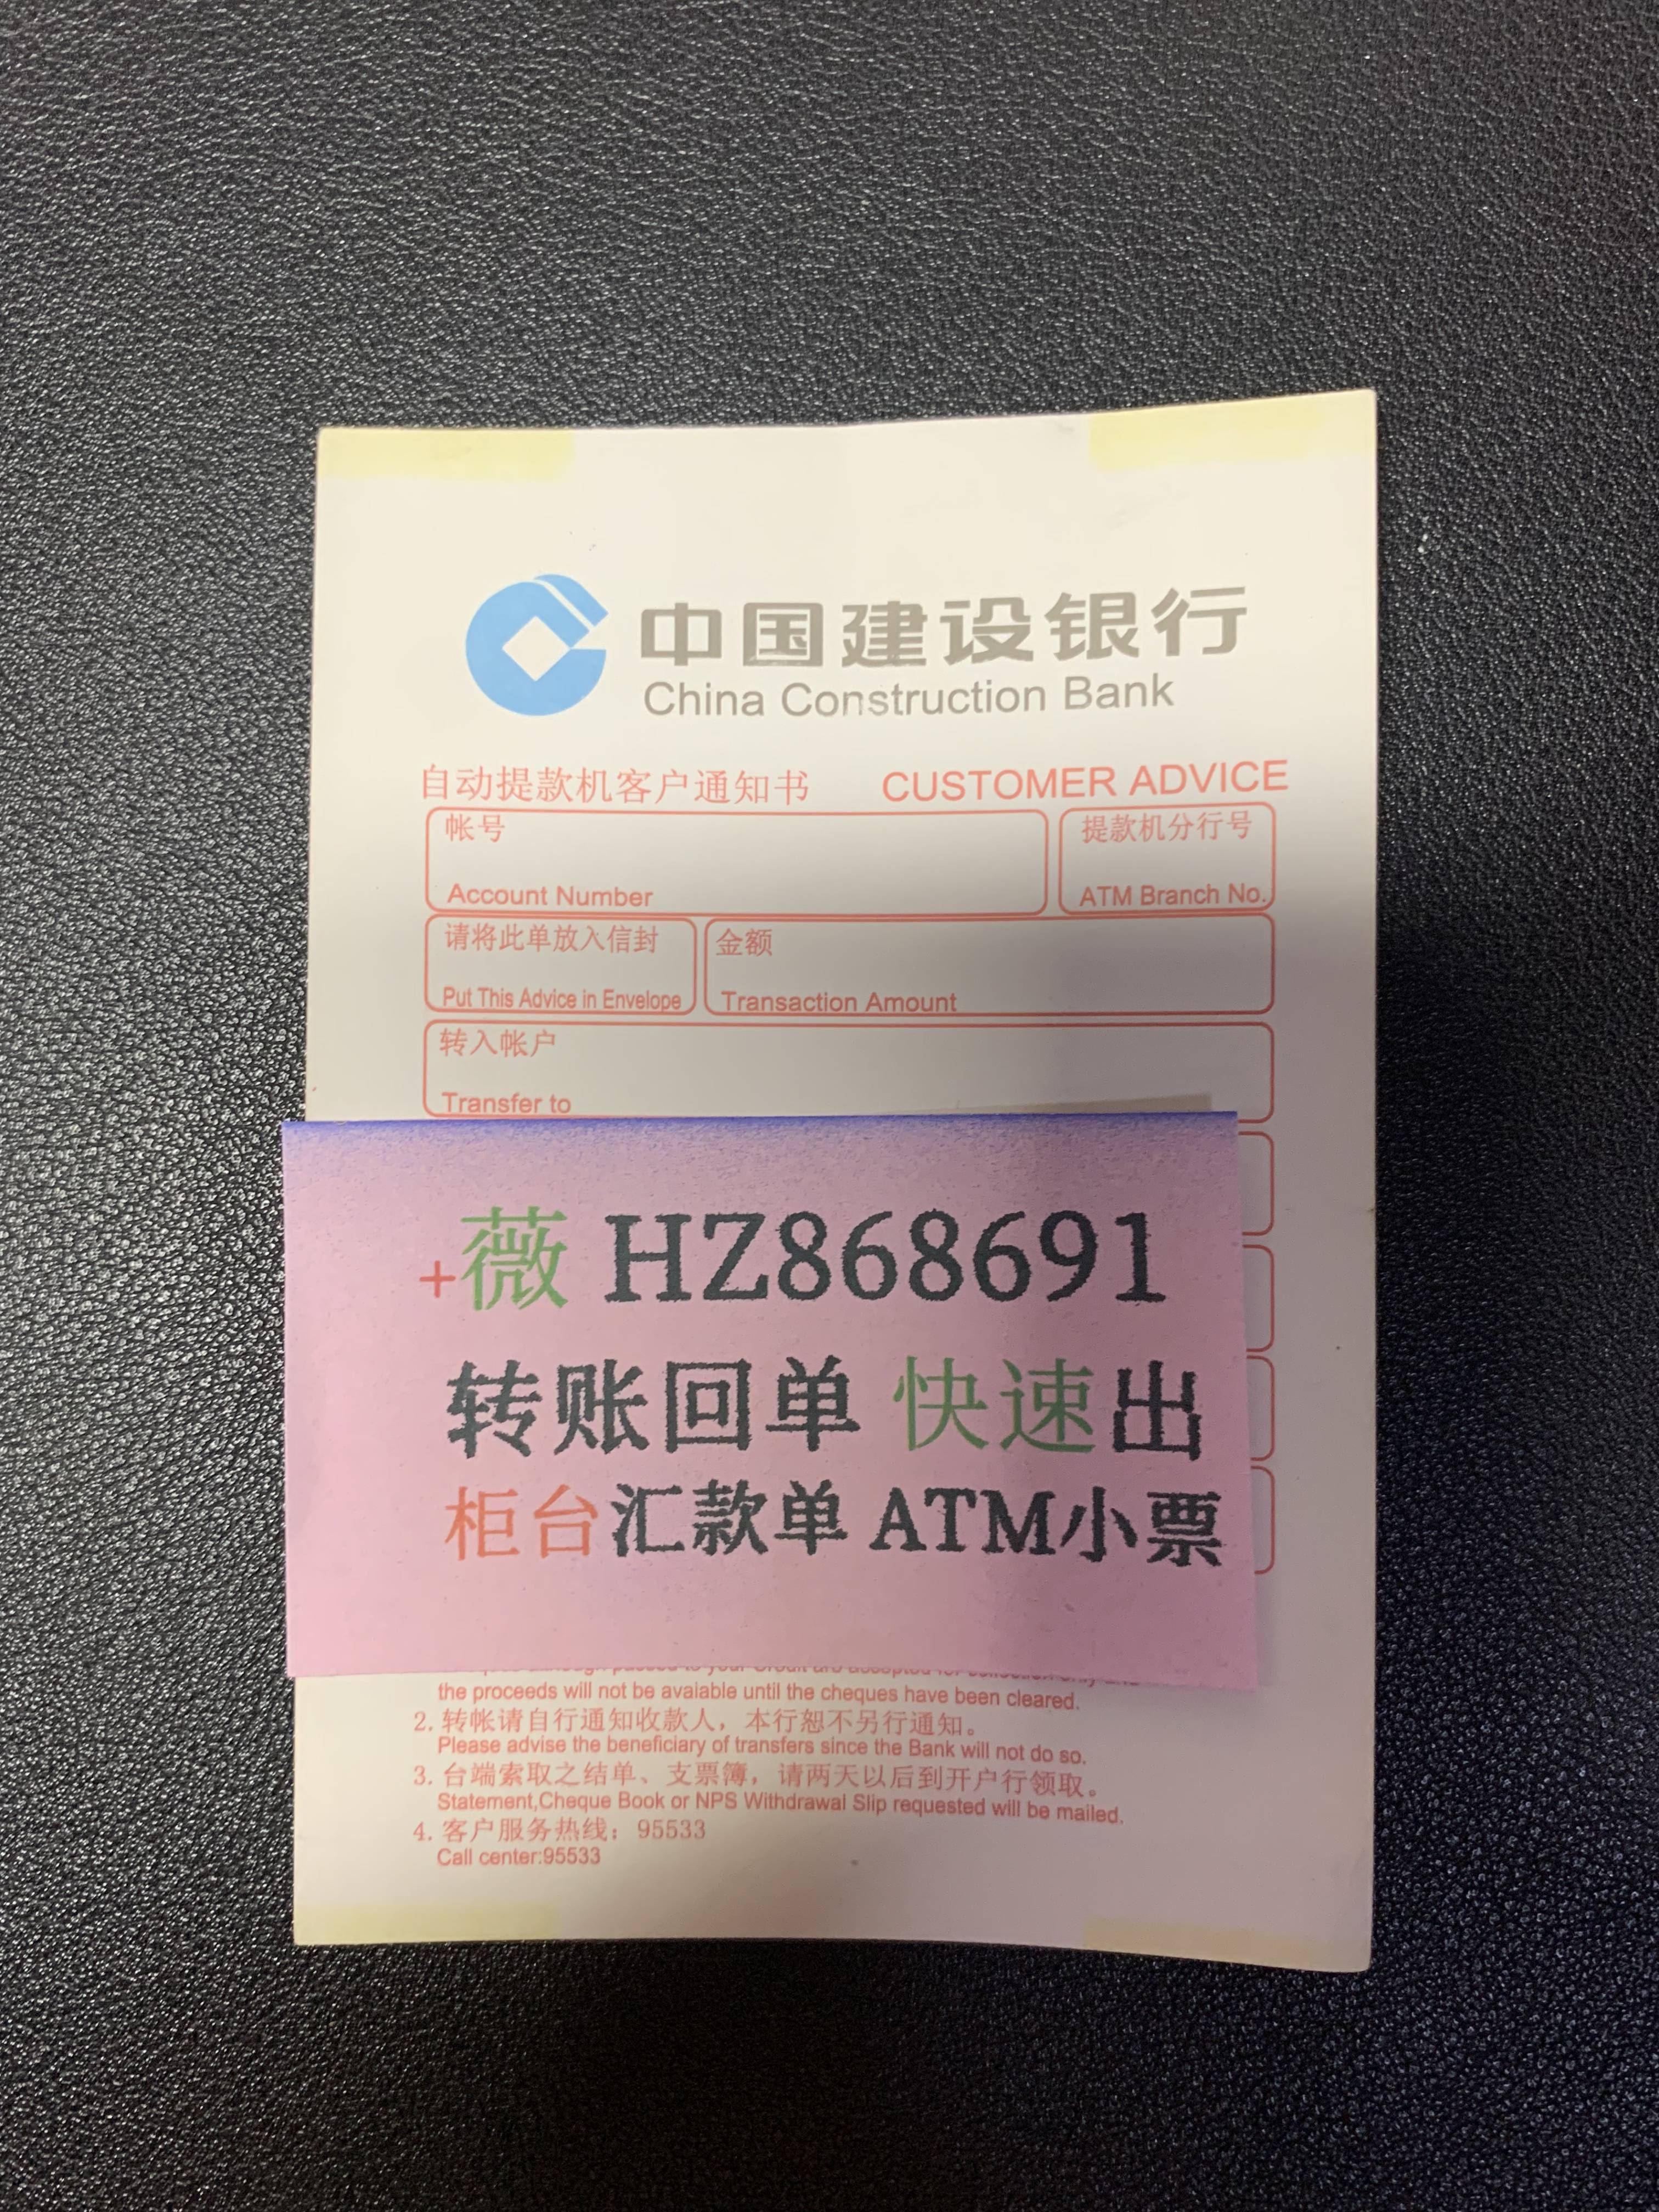 中国建设银行
China Construction Bank
自动提款机客户通知书 CUSTOMER ADVICE
帐号 提款机分行号
Account Number ATM Branch No.
请将此单放入信封 金额
Put This Advice in Envelope Transaction Amount
转入帐户
Transfer to
+薇 HZ868691
转账回单 快速出
柜台汇款单 ATM小票
the proceeds will not be avaiable until the cheques have been cleared.
2. 转帐请自行通知收款人，本行恕不另行通知。
Please advise the beneficiary of transfers since the Bank will not do so.
3. 台端索取之结单、支票簿，请两天以后到开户行领取。
Statement,Cheque Book or NPS Withdrawal Slip requested will be mailed.
4. 客户服务热线：95533
Call center:95533